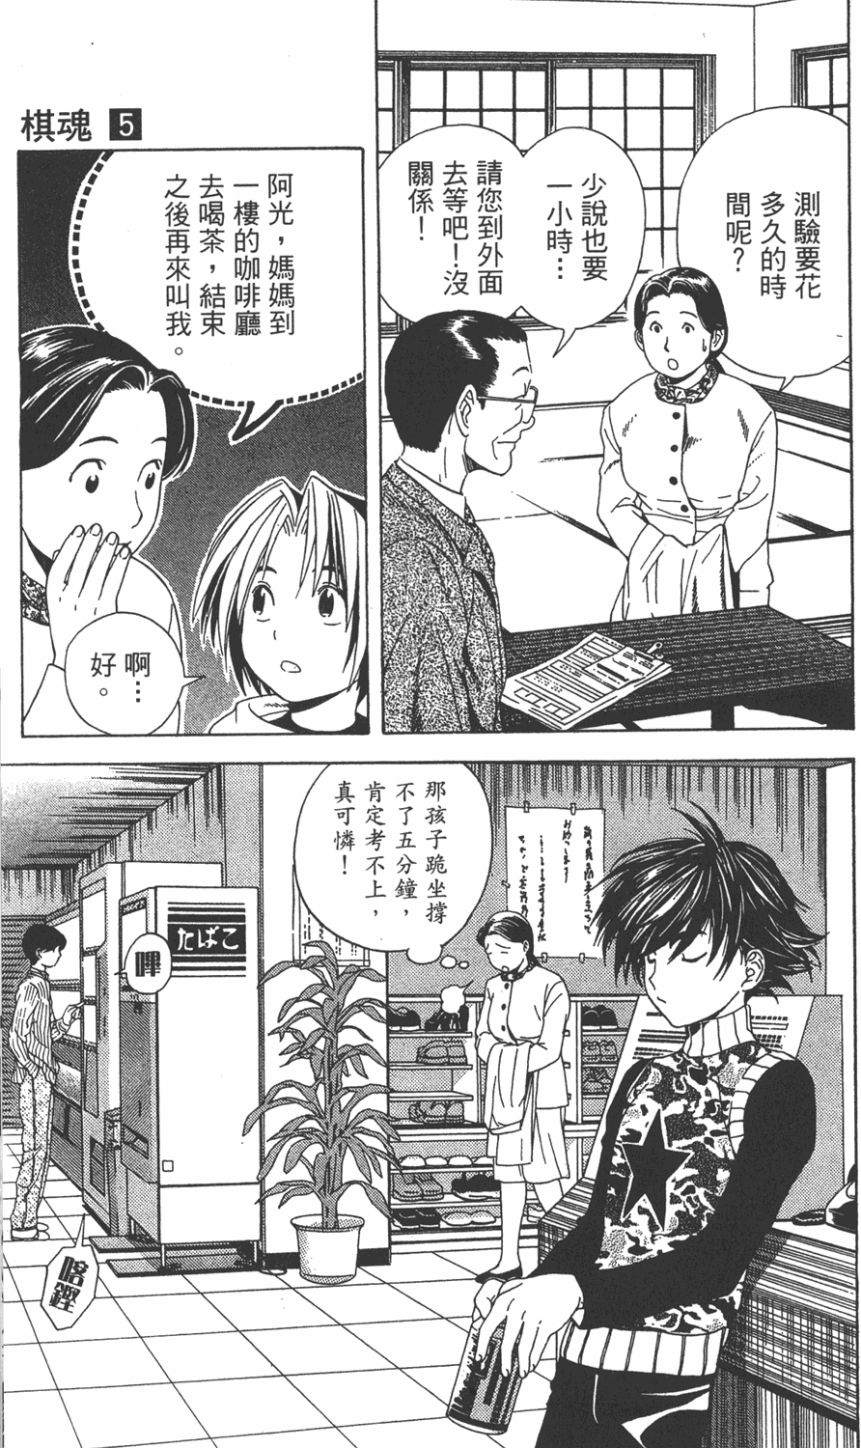 棋魂 5
測驗要花
多久的時
間呢？
少說也要
一小時…
請您到外面
去等吧！沒
關係！
阿光，媽媽到
一樓的咖啡廳
去喝茶，結束
之後再來叫我。
啊…
好。
那孩子跪坐撐
不了五分鐘，
肯定考不上，
真可憐！
たばこ
嗶
喀鏗